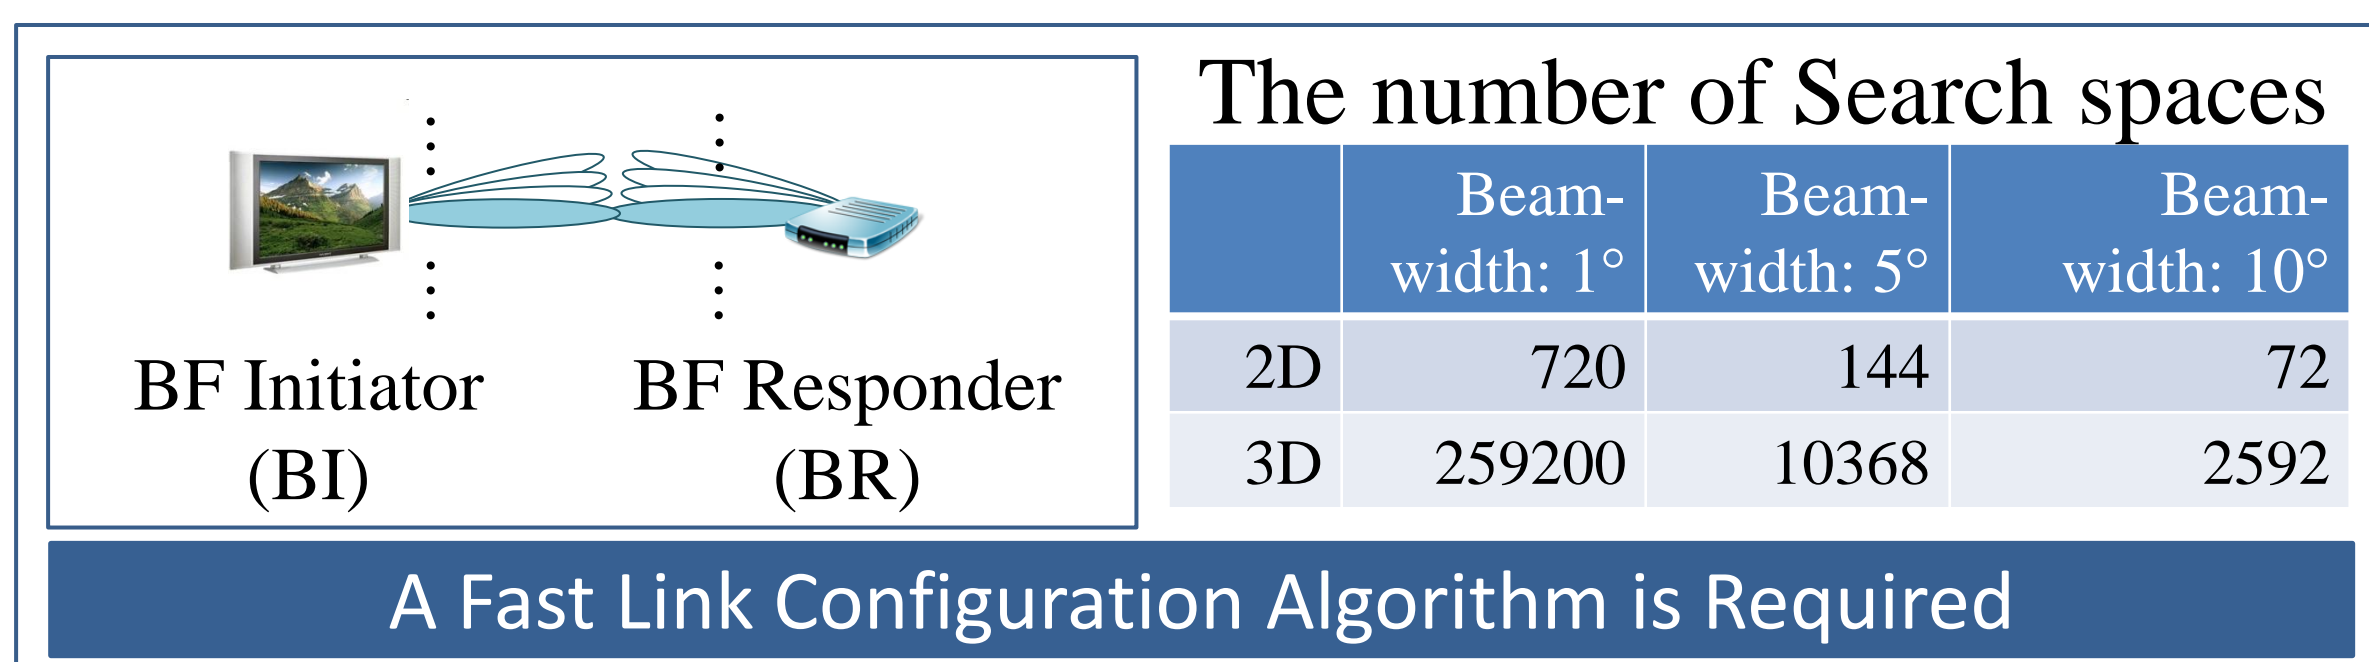 BF Initiator
(BI)
BF Responder
(BR)
The number of Search spaces
Beam-
width: 1°
Beam-
width: 5°
Beam-
width: 10°
2D 720 144 72
3D 259200 10368 2592
A Fast Link Configuration Algorithm is Required